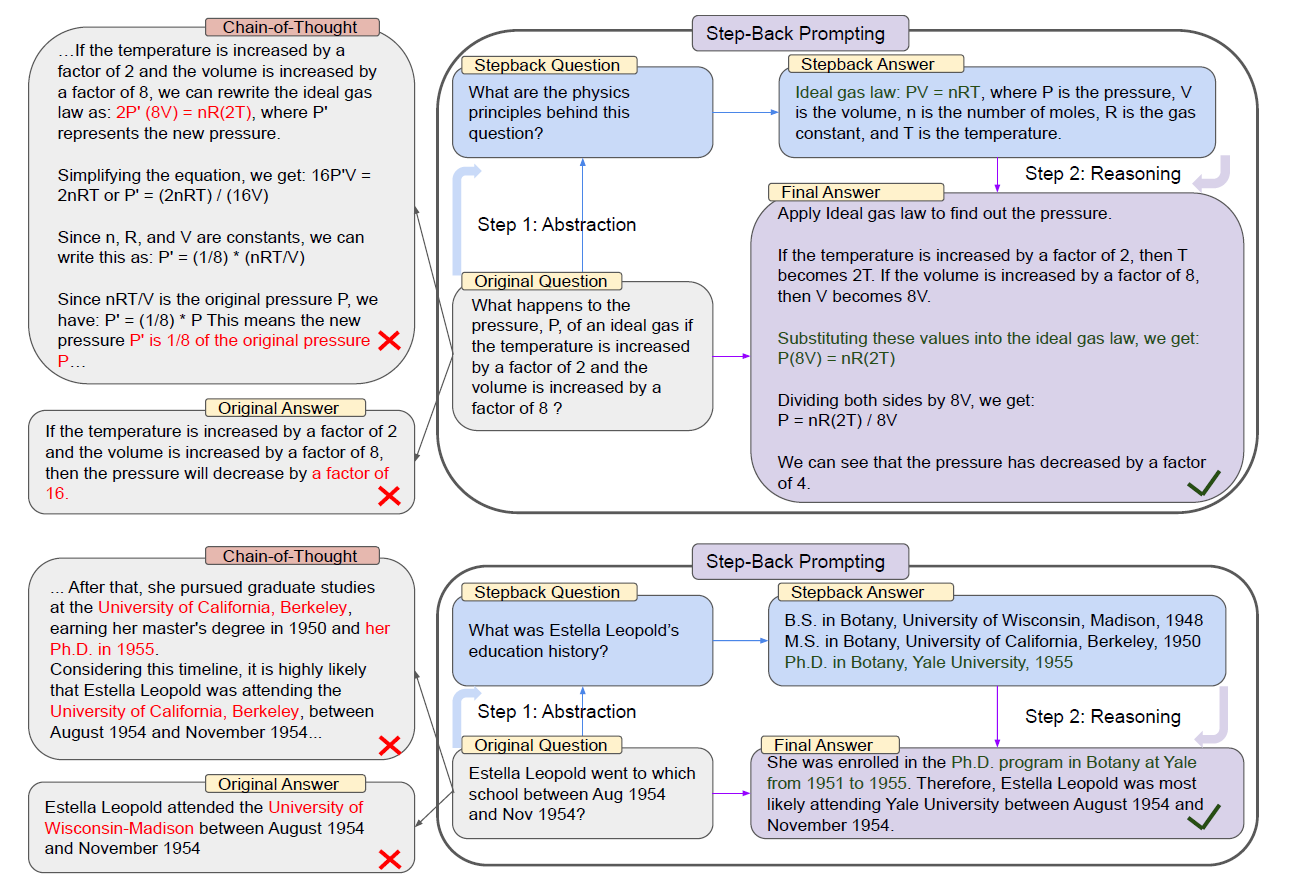 Chain-of-Thought
…If the temperature is increased by a
factor of 2 and the volume is increased by
a factor of 8, we can rewrite the ideal gas
law as: 2P' (8V) = nR(2T), where P'
represents the new pressure.
Simplifying the equation, we get: 16P'V =
2nRT or P' = (2nRT) / (16V)
Since n, R, and V are constants, we can
write this as: P' = (1/8) * (nRT/V)
Since nRT/V is the original pressure P, we
have: P' = (1/8) * P This means the new
pressure P' is 1/8 of the original pressure
P…
Original Answer
If the temperature is increased by a factor of 2
and the volume is increased by a factor of 8,
then the pressure will decrease by a factor of
16.
Step-Back Prompting
Stepback Question
What are the physics
principles behind this
question?
Stepback Answer
Ideal gas law: PV = nRT, where P is the pressure, V
is the volume, n is the number of moles, R is the gas
constant, and T is the temperature.
Step 1: Abstraction
Step 2: Reasoning
Original Question
What happens to the
pressure, P, of an ideal gas if
the temperature is increased
by a factor of 2 and the
volume is increased by a
factor of 8 ?
Final Answer
Apply Ideal gas law to find out the pressure.
If the temperature is increased by a factor of 2, then T
becomes 2T. If the volume is increased by a factor of 8,
then V becomes 8V.
Substituting these values into the ideal gas law, we get:
P(8V) = nR(2T)
Dividing both sides by 8V, we get:
P = nR(2T) / 8V
We can see that the pressure has decreased by a factor
of 4.
Chain-of-Thought
... After that, she pursued graduate studies
at the University of California, Berkeley,
earning her master's degree in 1950 and her
Ph.D. in 1955.
Considering this timeline, it is highly likely
that Estella Leopold was attending the
University of California, Berkeley, between
August 1954 and November 1954...
Original Answer
Estella Leopold attended the University of
Wisconsin-Madison between August 1954
and November 1954
Step-Back Prompting
Stepback Question
What was Estella Leopold's
education history?
Stepback Answer
B.S. in Botany, University of Wisconsin, Madison, 1948
M.S. in Botany, University of California, Berkeley, 1950
Ph.D. in Botany, Yale University, 1955
Step 1: Abstraction
Step 2: Reasoning
Original Question
Estella Leopold went to which
school between Aug 1954
and Nov 1954?
Final Answer
She was enrolled in the Ph.D. program in Botany at Yale
from 1951 to 1955. Therefore, Estella Leopold was most
likely attending Yale University between August 1954 and
November 1954.